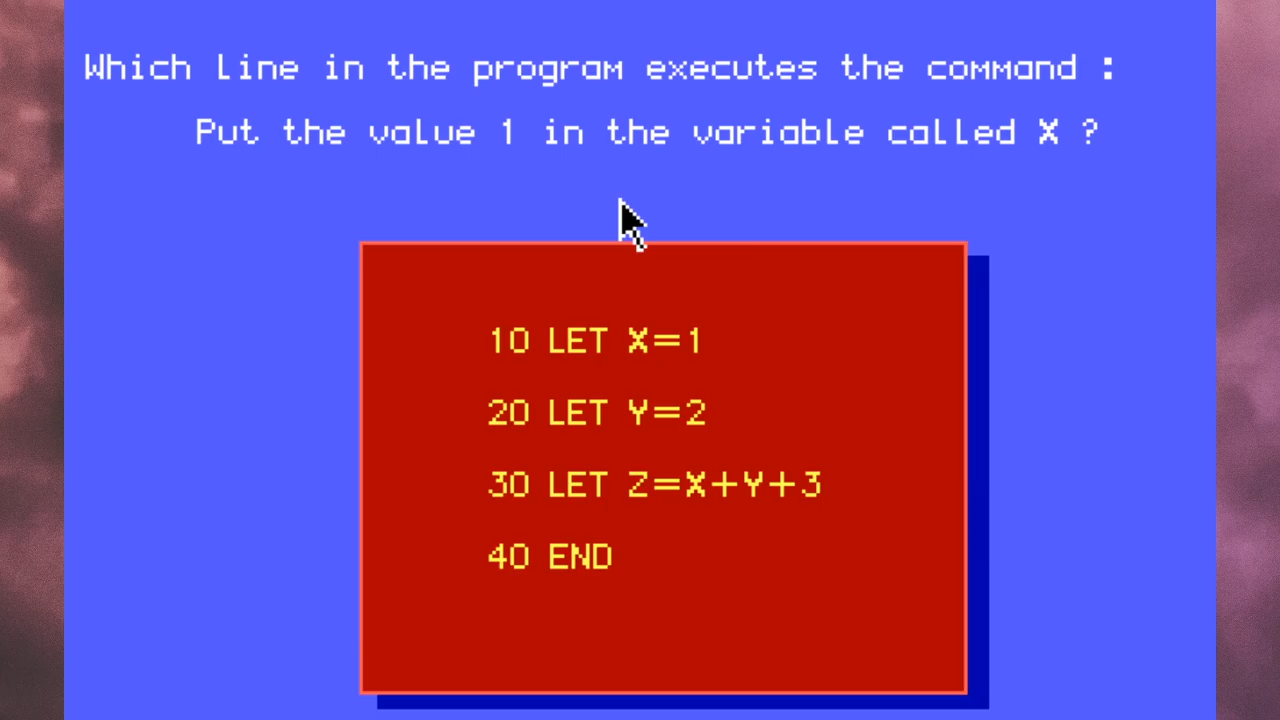 Which line in the program executes the command :
Put the value 1 in the variable called X ?
10 LET X=1
20 LET Y=2
30 LET Z=X+Y+3
40 END